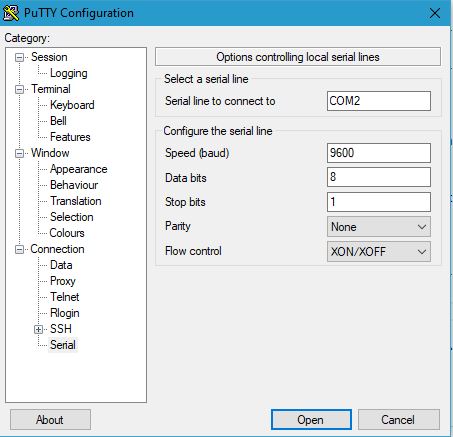 PuTTY Configuration
Category:
Session
Logging
Terminal
Keyboard
Bell
Features
Window
Appearance
Behaviour
Translation
Selection
Colours
Connection
Data
Proxy
Telnet
Rlogin
SSH
Serial
Options controlling local serial lines
Select a serial line
Serial line to connect to COM2
Configure the serial line
Speed (baud) 9600
Data bits 8
Stop bits 1
Parity None
Flow control XON/XOFF
About Open Cancel